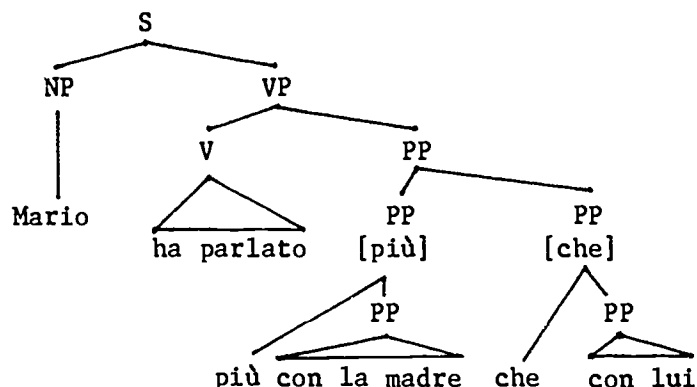 S
NP VP
V PP
Mario ha parlato PP [più] PP [che]
PP PP
più con la madre che con lui